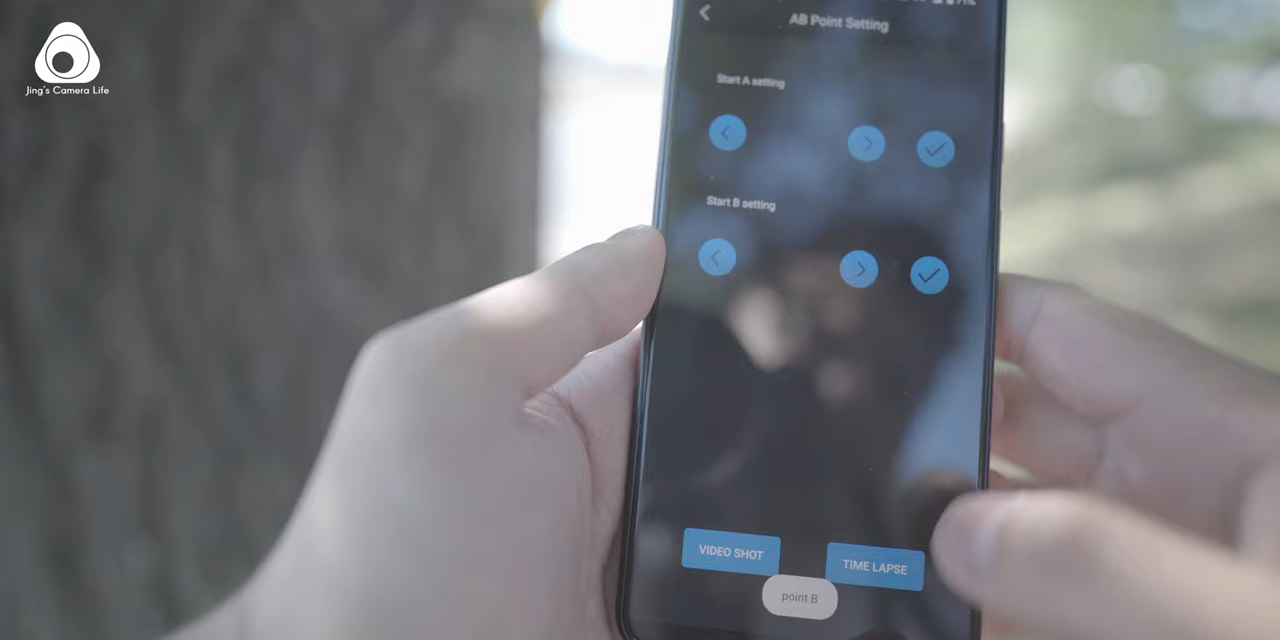 Jing's Camera Life
AB Point Setting
Start A setting
Start B setting
VIDEO SHOT
TIME LAPSE
point B